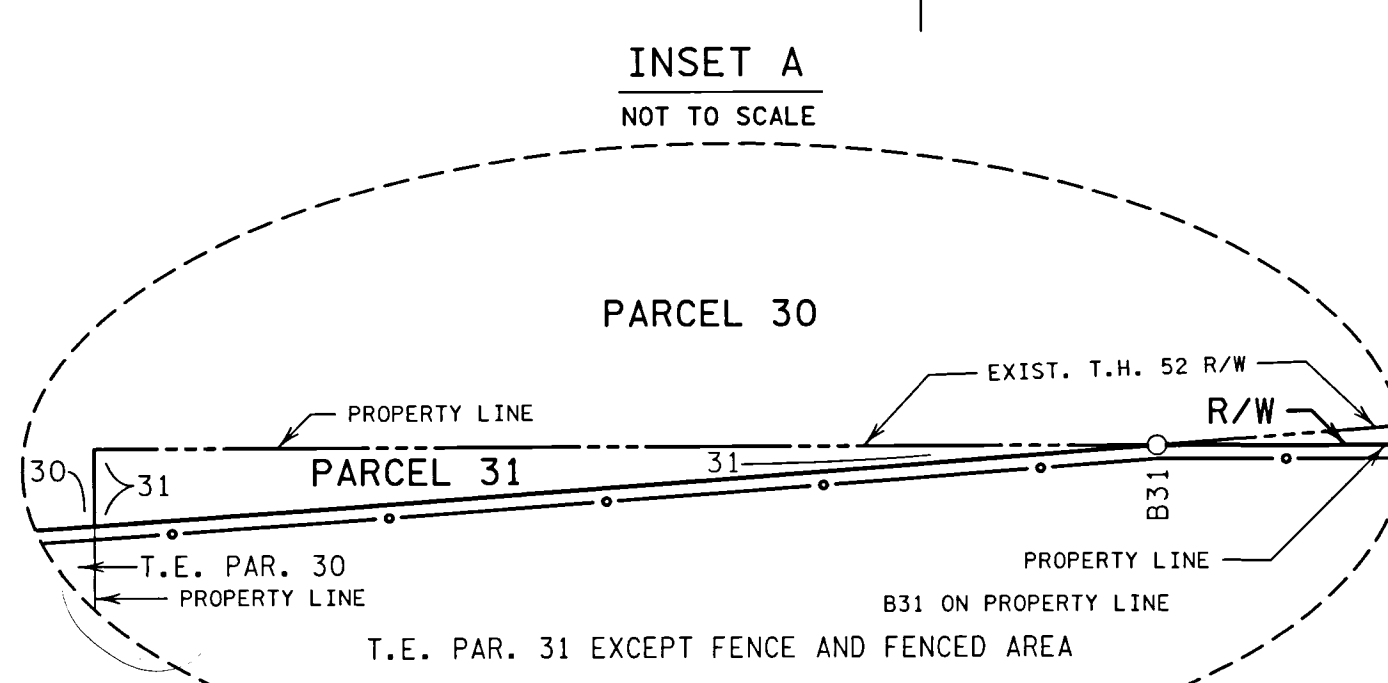 INSET A
NOT TO SCALE
PARCEL 30
EXIST. T.H. 52 R/W
PROPERTY LINE
R/W
30
31
PARCEL 31
31
B31
T.E. PAR. 30
PROPERTY LINE
PROPERTY LINE
B31 ON PROPERTY LINE
T.E. PAR. 31 EXCEPT FENCE AND FENCED AREA